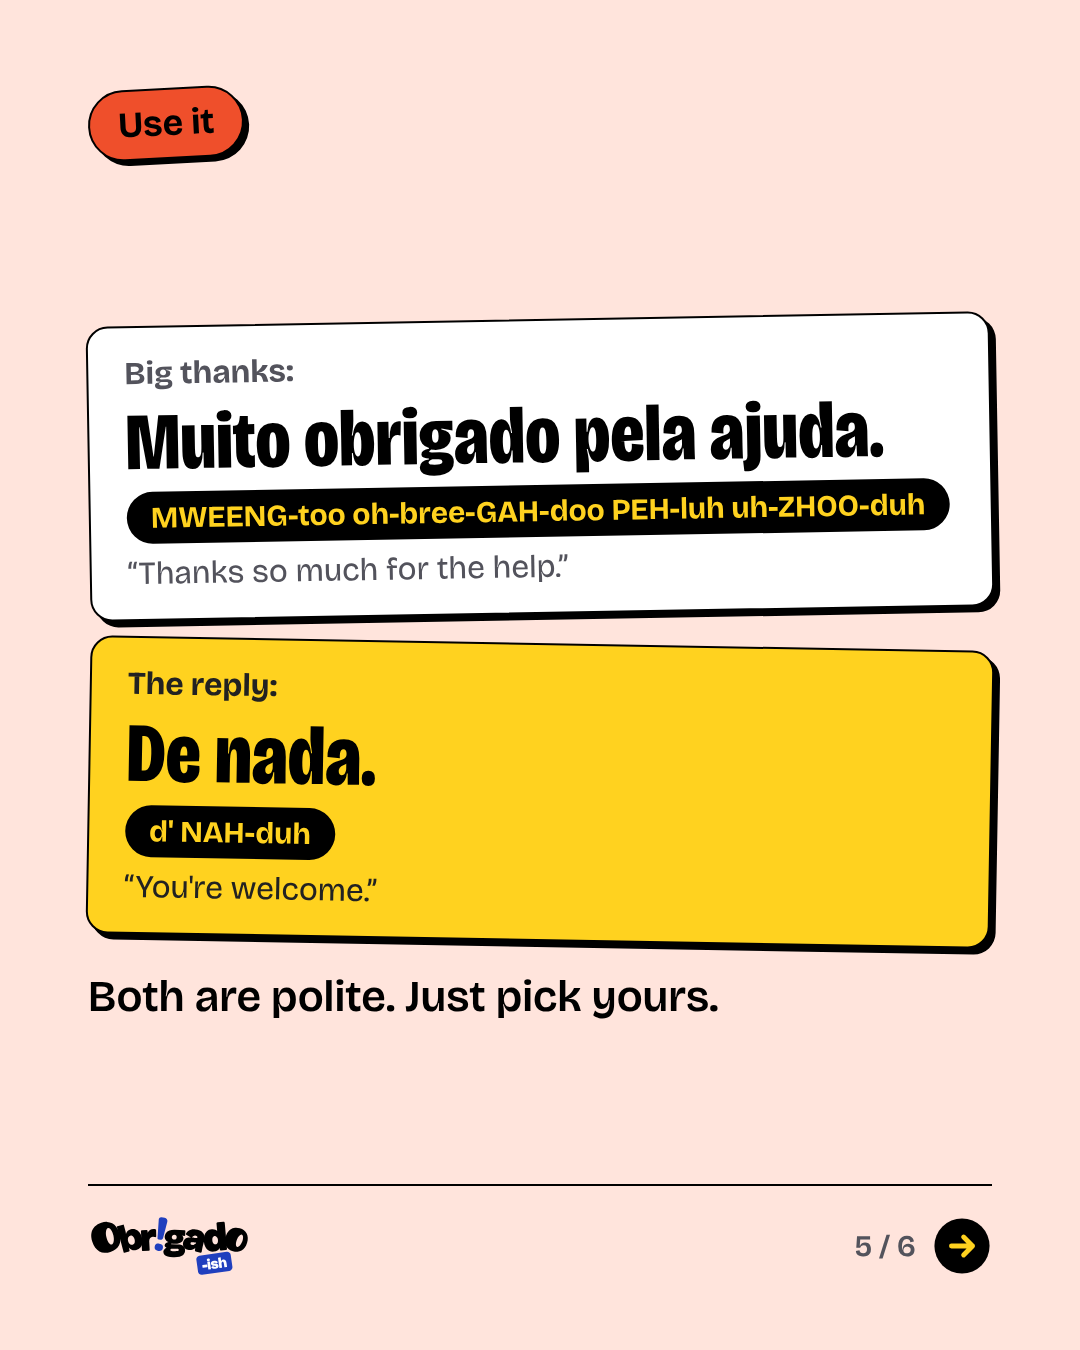 Use it
Big thanks:
Muito obrigado pela ajuda.
MWEENG-too oh-bree-GAH-doo PEH-luh uh-ZHOO-duh
“Thanks so much for the help.”
The reply:
De nada.
d' NAH-duh
“You're welcome.”
Both are polite. Just pick yours.
Obr!gado
-ish
5 / 6